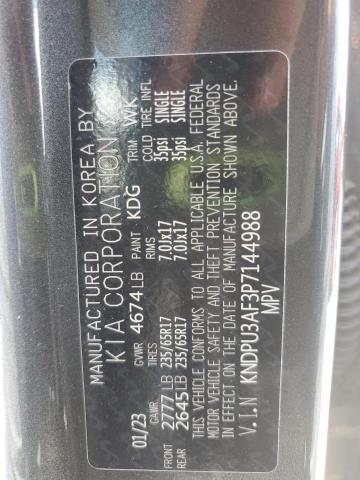 MANUFACTURED IN KOREA BY
KIA CORPORATION
01/23 GVWR 4674LB PAINT KDG TRIM WK
GAWR TIRES RIMS COLD TIRE INFL
FRONT 2777LB 235/65R17 7.0Jx17 35psi SINGLE
REAR 2645LB 235/65R17 7.0Jx17 35psi SINGLE
THIS VEHICLE CONFORMS TO ALL APPLICABLE U.S.A. FEDERAL
MOTOR VEHICLE SAFETY AND THEFT PREVENTION STANDARDS
IN EFFECT ON THE DATE OF MANUFACTURE SHOWN ABOVE.
V.I.N KNDPU3AF3P7144988
MPV